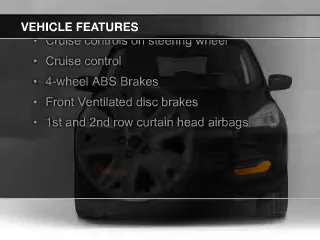 VEHICLE FEATURES
• Cruise controls on steering wheel
• Cruise control
• 4-wheel ABS Brakes
• Front Ventilated disc brakes
• 1st and 2nd row curtain head airbags